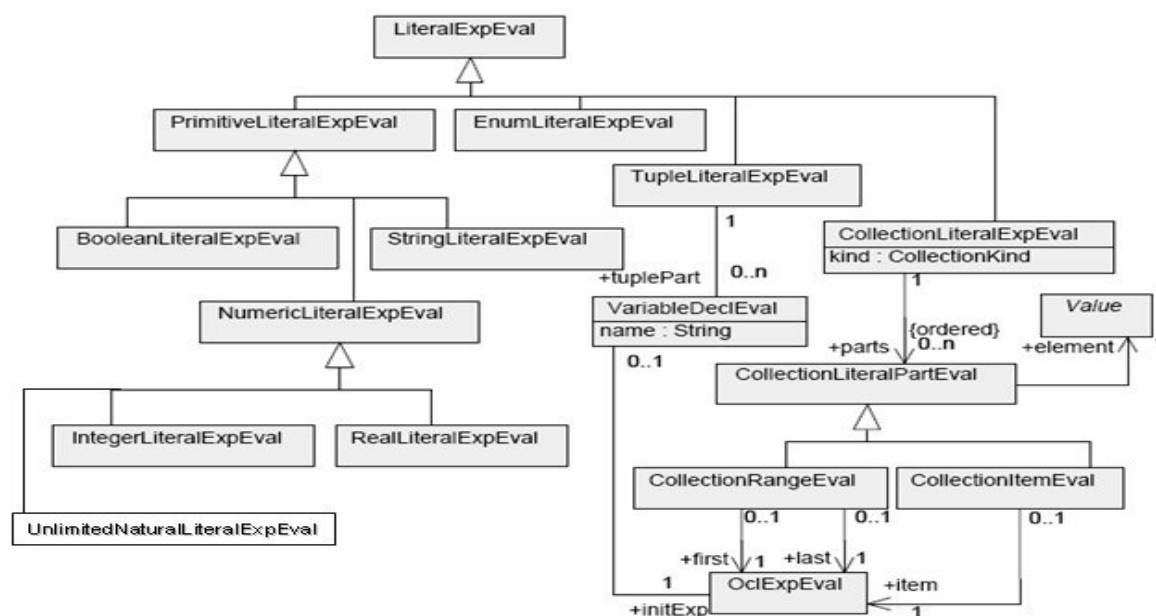 LiteralExpEval
PrimitiveLiteralExpEval
EnumLiteralExpEval
TupleLiteralExpEval
1
BooleanLiteralExpEval
StringLiteralExpEval
CollectionLiteralExpEval
kind : CollectionKind
1
+tuplePart
0..n
NumericLiteralExpEval
VariableDeclEval
name : String
0..1
Value
{ordered}
+parts
0..n
+element
CollectionLiteralPartEval
IntegerLiteralExpEval
RealLiteralExpEval
CollectionRangeEval
CollectionItemEval
0..1
0..1
0..1
UnlimitedNaturalLiteralExpEval
+first
1
+last
1
OclExpEval
+item
1
1
+initExp